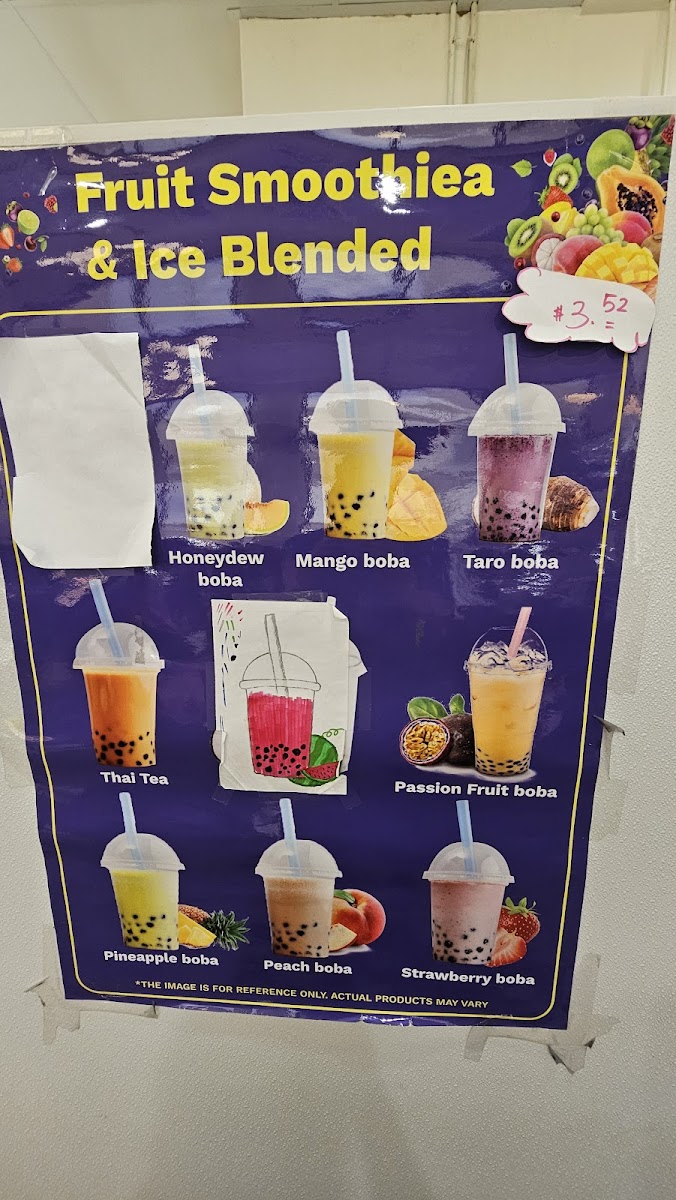 Fruit Smoothiea
& Ice Blended
$3.52
Honeydew
boba
Mango boba
Taro boba
Thai Tea
Passion Fruit boba
Pineapple boba
Peach boba
Strawberry boba
*THE IMAGE IS FOR REFERENCE ONLY. ACTUAL PRODUCTS MAY VARY